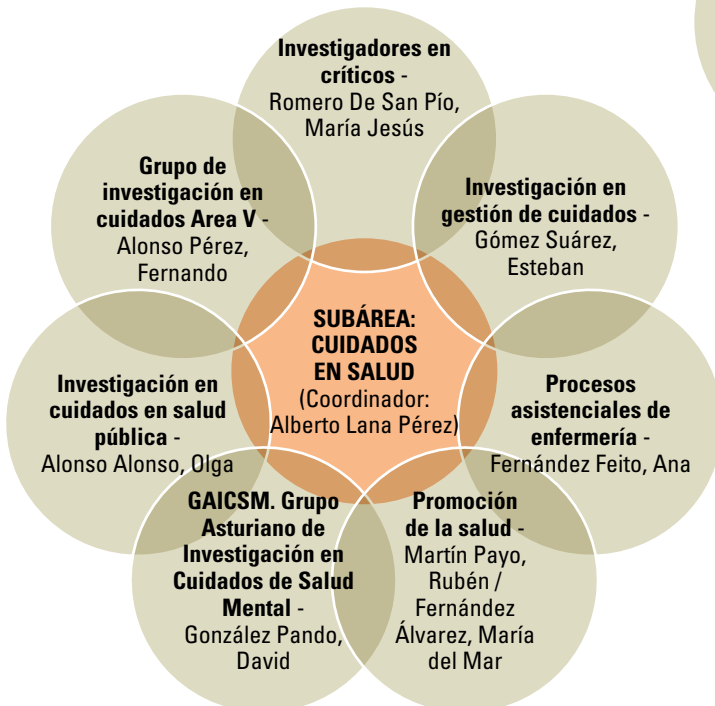 Investigadores en
críticos -
Romero De San Pío,
María Jesús
Grupo de
investigación en
cuidados Area V -
Alonso Pérez,
Fernando
Investigación en
gestión de cuidados -
Gómez Suárez,
Esteban
SUBÁREA:
CUIDADOS
EN SALUD
(Coordinador:
Alberto Lana Pérez)
Investigación en
cuidados en salud
pública -
Alonso Alonso, Olga
Procesos
asistenciales de
enfermería -
Fernández Feito, Ana
GAICSM. Grupo
Asturiano de
Investigación en
Cuidados de Salud
Mental -
González Pando,
David
Promoción
de la salud -
Martín Payo,
Rubén /
Fernández
Álvarez, María
del Mar